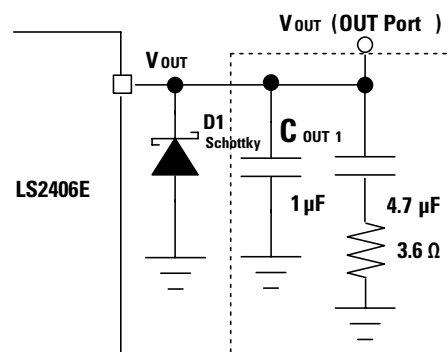 VOUT (OUT Port )
VOUT
D1
Schottky
COUT 1
LS2406E
1 µF
4.7 µF
3.6 Ω